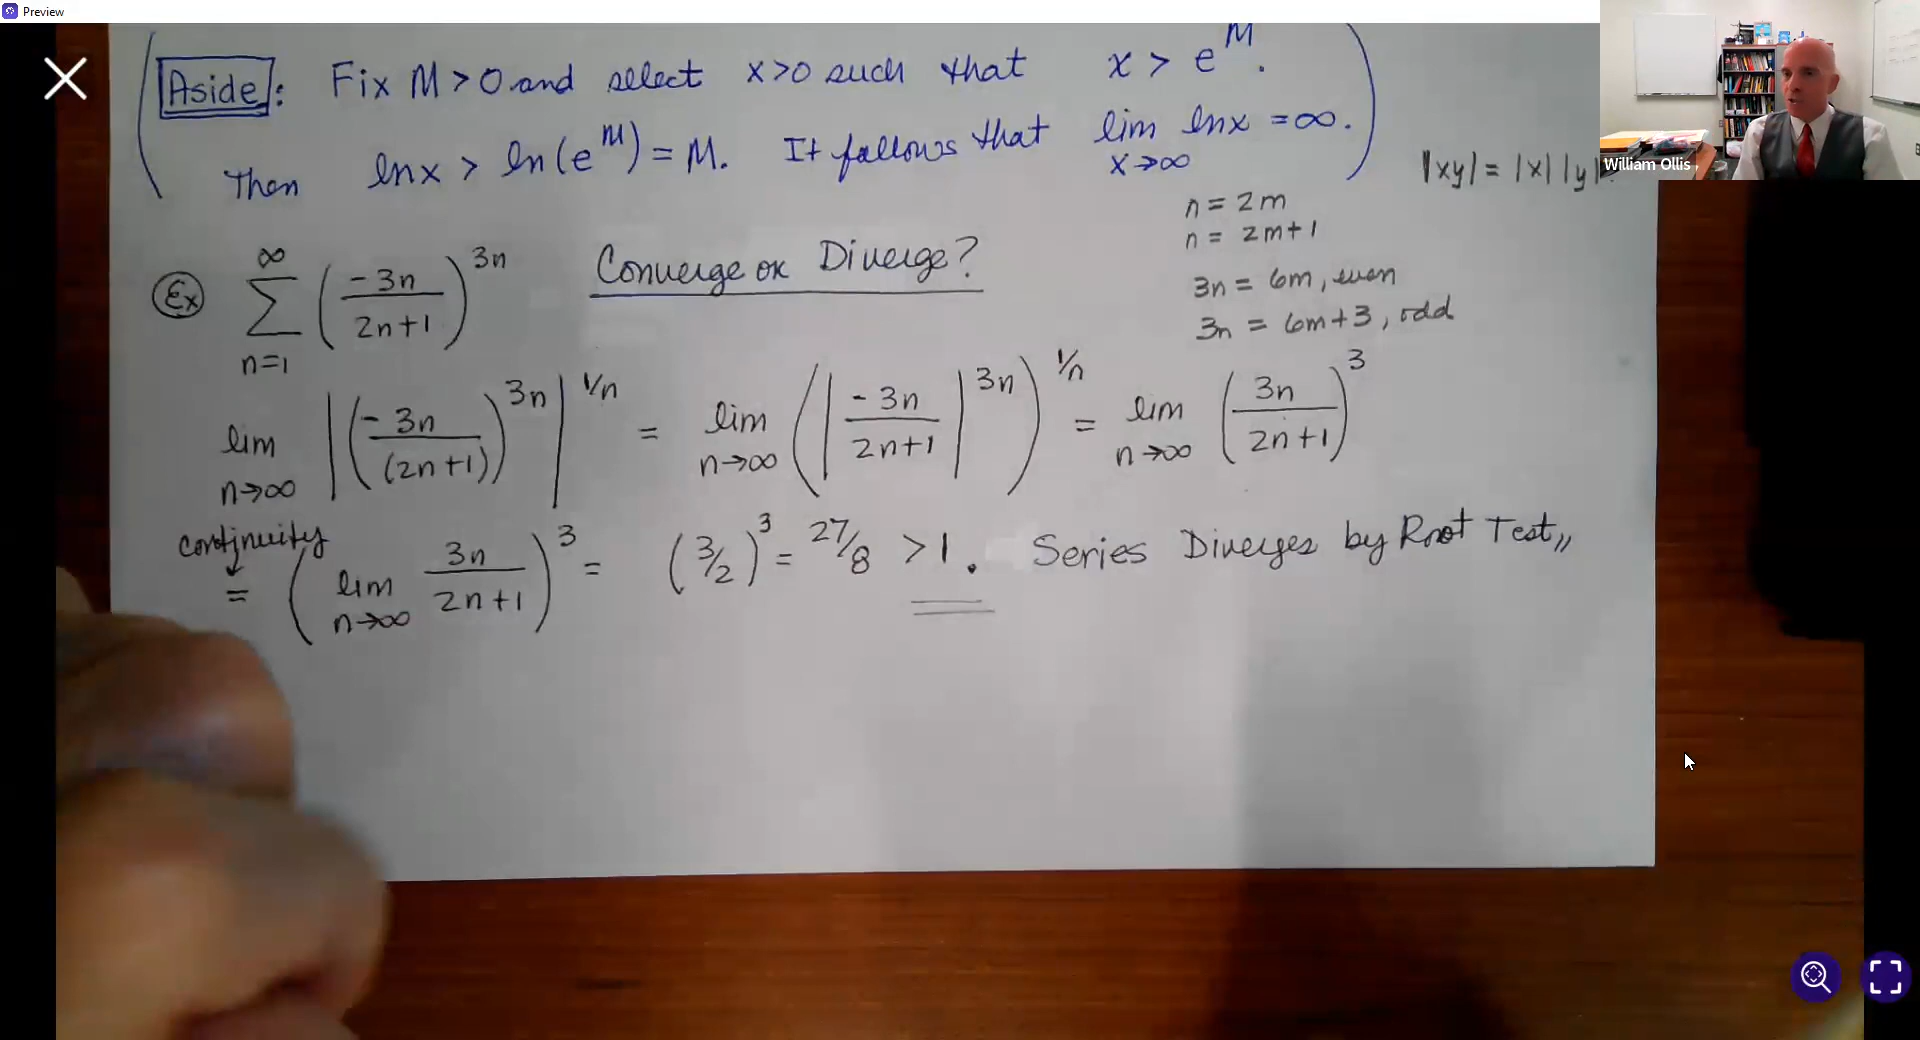 Preview
Aside: Fix M > 0 and select x>0 such that x > e^M.
Then ln x > ln(e^M) = M. It follows that lim_{x→∞} ln x = ∞.
William Ollis
|xy| = |x| |y|
n = 2m
n = 2m+1
3n = 6m, even
3n = 6m+3, odd
Ex ∑_{n=1}^{∞} (-3n/(2n+1))^{3n} Converge or Diverge?
lim_{n→∞} |(-3n/(2n+1))^{3n}|^{1/n} = lim_{n→∞} (|-3n/2n+1|^{3n})^{1/n} = lim_{n→∞} (3n/2n+1)^3
continuity
= (lim_{n→∞} 3n/2n+1)^3 = (3/2)^3 = 27/8 > 1. Series Diverges by Root Test,,